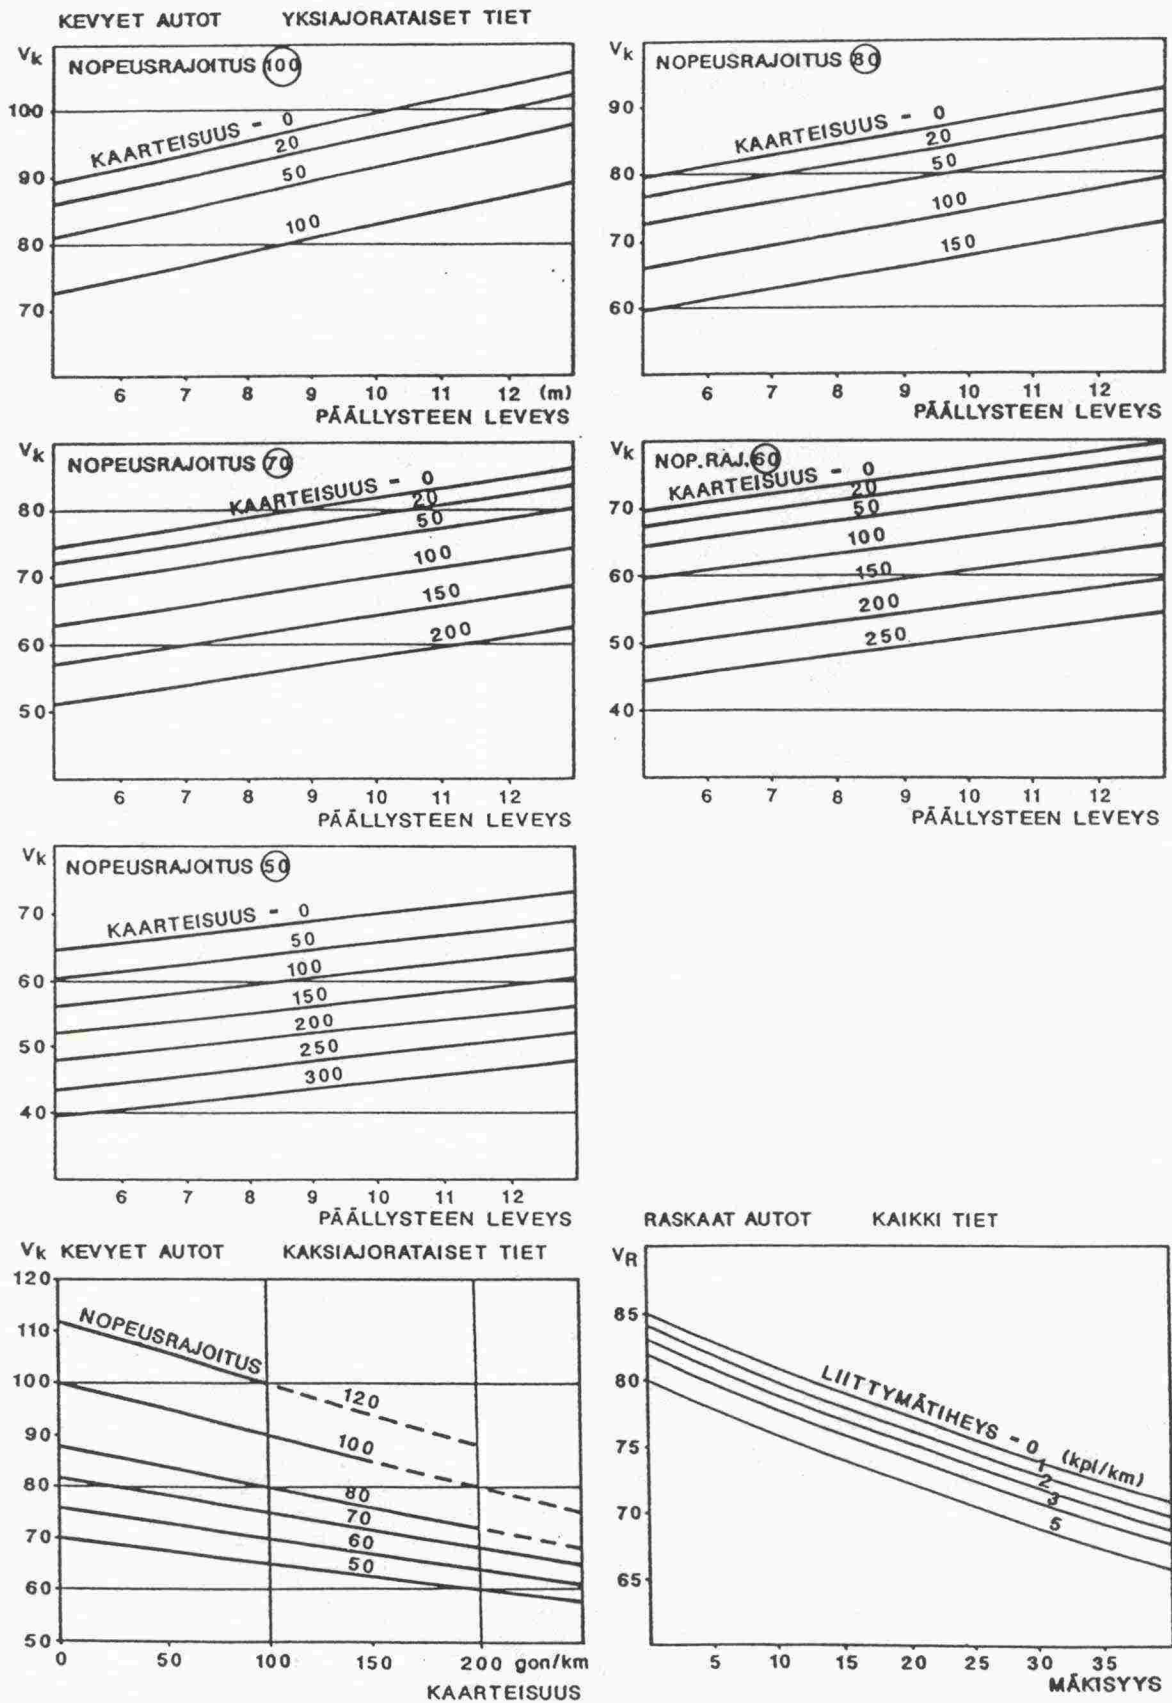 KEVYET AUTOT YKSIAJORATAISET TIET
Vk
NOPEUSRAJOITUS 100
100
90
80
70
KAARTEISUUS - 0
20
50
100
6 7 8 9 10 11 12 (m)
PÄÄLLYSTEEN LEVEYS
Vk
NOPEUSRAJOITUS 80
90
80
70
60
KAARTEISUUS - 0
20
50
100
150
6 7 8 9 10 11 12
PÄÄLLYSTEEN LEVEYS
Vk
NOPEUSRAJOITUS 70
80
70
60
50
KAARTEISUUS - 0
20
50
100
150
200
6 7 8 9 10 11 12
PÄÄLLYSTEEN LEVEYS
Vk
NOP.RAJ. 60
70
60
50
40
KAARTEISUUS - 0
20
50
100
150
200
250
6 7 8 9 10 11 12
PÄÄLLYSTEEN LEVEYS
Vk
NOPEUSRAJOITUS 50
70
60
50
40
KAARTEISUUS - 0
50
100
150
200
250
300
6 7 8 9 10 11 12
PÄÄLLYSTEEN LEVEYS
Vk KEVYET AUTOT KAKSIAJORATAISET TIET
120
110
100
90
80
70
60
50
NOPEUSRAJOITUS
120
100
80
70
60
50
0 50 100 150 200 gon/km
KAARTEISUUS
RASKAAT AUTOT KAIKKI TIET
VR
85
80
75
70
65
LIITTYMÄTIHEYS - 0 (kpl/km)
1
2
3
5
5 10 15 20 25 30 35
MÄKISYYS